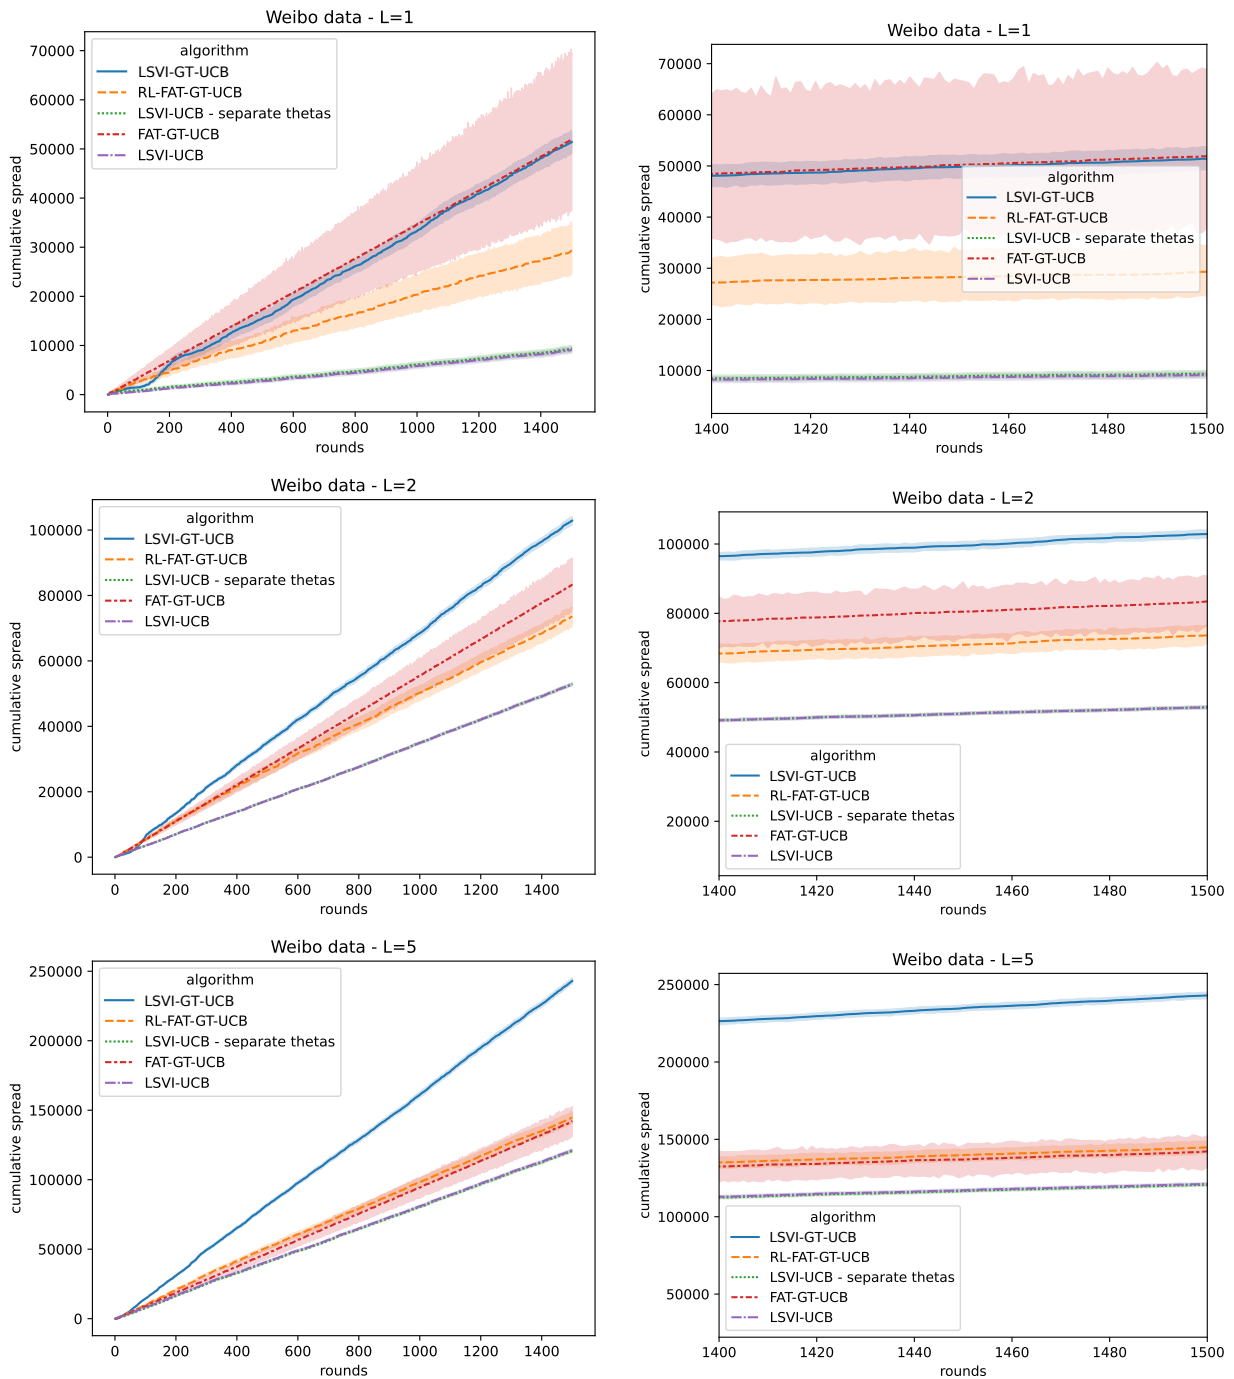 Weibo data - L=1
cumulative spread
70000
60000
50000
40000
30000
20000
10000
0
algorithm
LSVI-GT-UCB
RL-FAT-GT-UCB
LSVI-UCB - separate thetas
FAT-GT-UCB
LSVI-UCB
0 200 400 600 800 1000 1200 1400
rounds
Weibo data - L=1
cumulative spread
70000
60000
50000
40000
30000
20000
10000
algorithm
LSVI-GT-UCB
RL-FAT-GT-UCB
LSVI-UCB - separate thetas
FAT-GT-UCB
LSVI-UCB
1400 1420 1440 1460 1480 1500
rounds
Weibo data - L=2
cumulative spread
100000
80000
60000
40000
20000
0
algorithm
LSVI-GT-UCB
RL-FAT-GT-UCB
LSVI-UCB - separate thetas
FAT-GT-UCB
LSVI-UCB
0 200 400 600 800 1000 1200 1400
rounds
Weibo data - L=2
cumulative spread
100000
80000
60000
40000
20000
algorithm
LSVI-GT-UCB
RL-FAT-GT-UCB
LSVI-UCB - separate thetas
FAT-GT-UCB
LSVI-UCB
1400 1420 1440 1460 1480 1500
rounds
Weibo data - L=5
cumulative spread
250000
200000
150000
100000
50000
0
algorithm
LSVI-GT-UCB
RL-FAT-GT-UCB
LSVI-UCB - separate thetas
FAT-GT-UCB
LSVI-UCB
0 200 400 600 800 1000 1200 1400
rounds
Weibo data - L=5
cumulative spread
250000
200000
150000
100000
50000
algorithm
LSVI-GT-UCB
RL-FAT-GT-UCB
LSVI-UCB - separate thetas
FAT-GT-UCB
LSVI-UCB
1400 1420 1440 1460 1480 1500
rounds